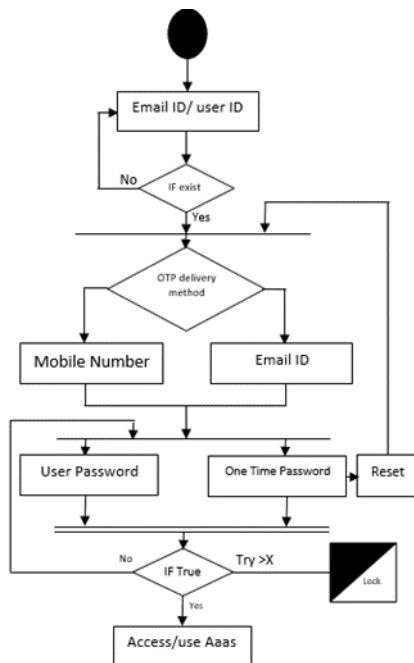 Email ID/ user ID
No
IF exist
Yes
OTP delivery
method
Mobile Number
Email ID
User Password
One Time Password
Reset
No
IF True
Try >X
Lock
Yes
Access/use Aaas